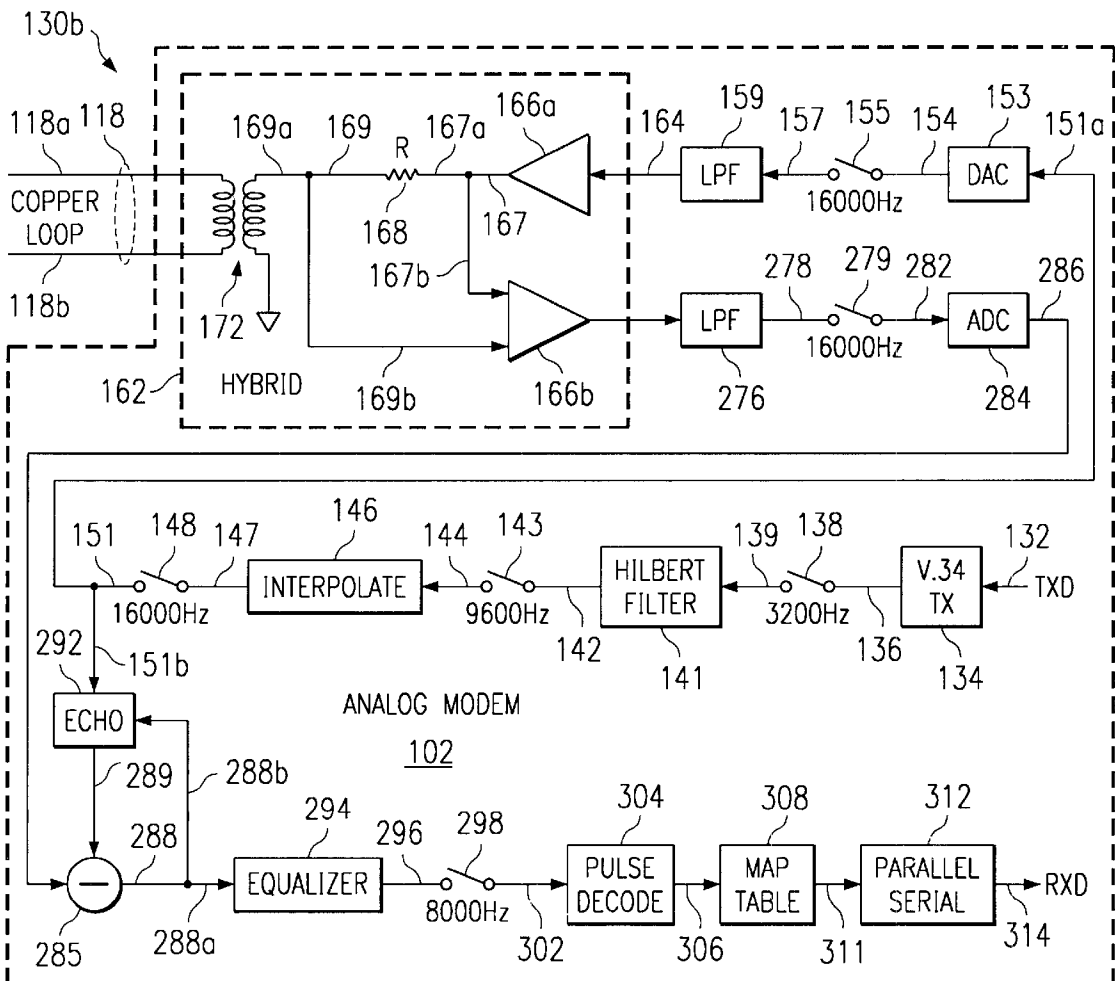 130b
118a
118
169a
169
R
167a
166a
164
159
157
155
154
153
151a
COPPER
LOOP
LPF
16000Hz
DAC
168
167
167b
118b
172
278
279
282
286
LPF
16000Hz
ADC
162
HYBRID
169b
166b
276
284
151
148
147
146
144
143
139
138
132
16000Hz
INTERPOLATE
9600Hz
HILBERT
FILTER
3200Hz
V.34
TX
TXD
142
141
136
134
292
151b
ECHO
ANALOG MODEM
102
289
288b
288
294
296
298
304
308
312
EQUALIZER
8000Hz
PULSE
DECODE
MAP
TABLE
PARALLEL
SERIAL
RXD
285
288a
302
306
311
314